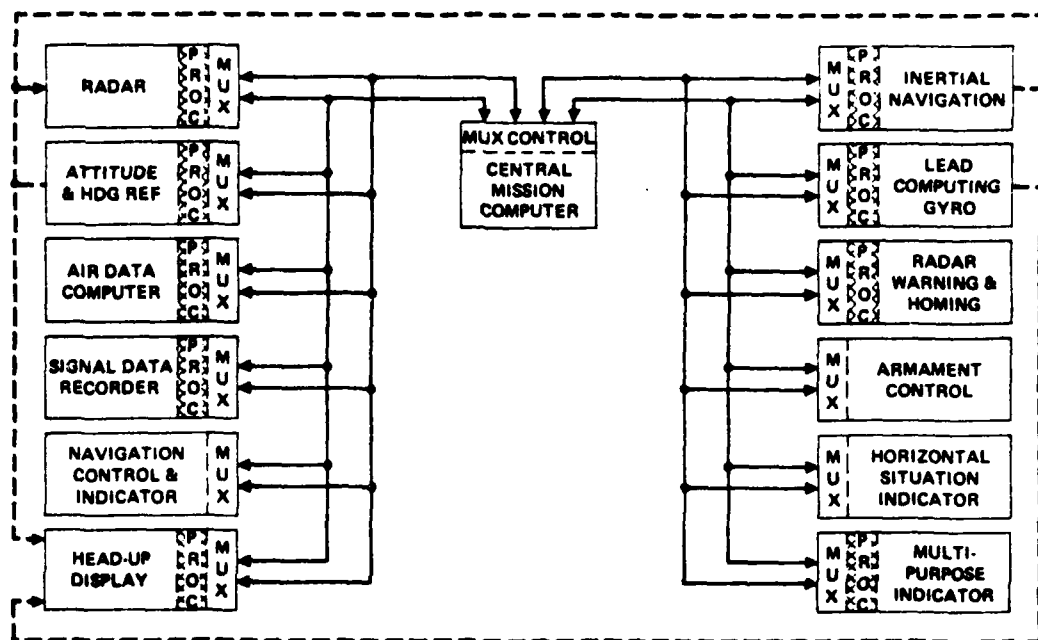 RADAR
PROC
MUX
ATTITUDE
& HDG REF
PROC
MUX
AIR DATA
COMPUTER
PROC
MUX
SIGNAL DATA
RECORDER
PROC
MUX
NAVIGATION
CONTROL &
INDICATOR
MUX
HEAD-UP
DISPLAY
PROC
MUX
MUX CONTROL
CENTRAL
MISSION
COMPUTER
MUX
PROC
INERTIAL
NAVIGATION
MUX
PROC
LEAD
COMPUTING
GYRO
MUX
PROC
RADAR
WARNING &
HOMING
MUX
ARMAMENT
CONTROL
MUX
HORIZONTAL
SITUATION
INDICATOR
MUX
PROC
MULTI-
PURPOSE
INDICATOR